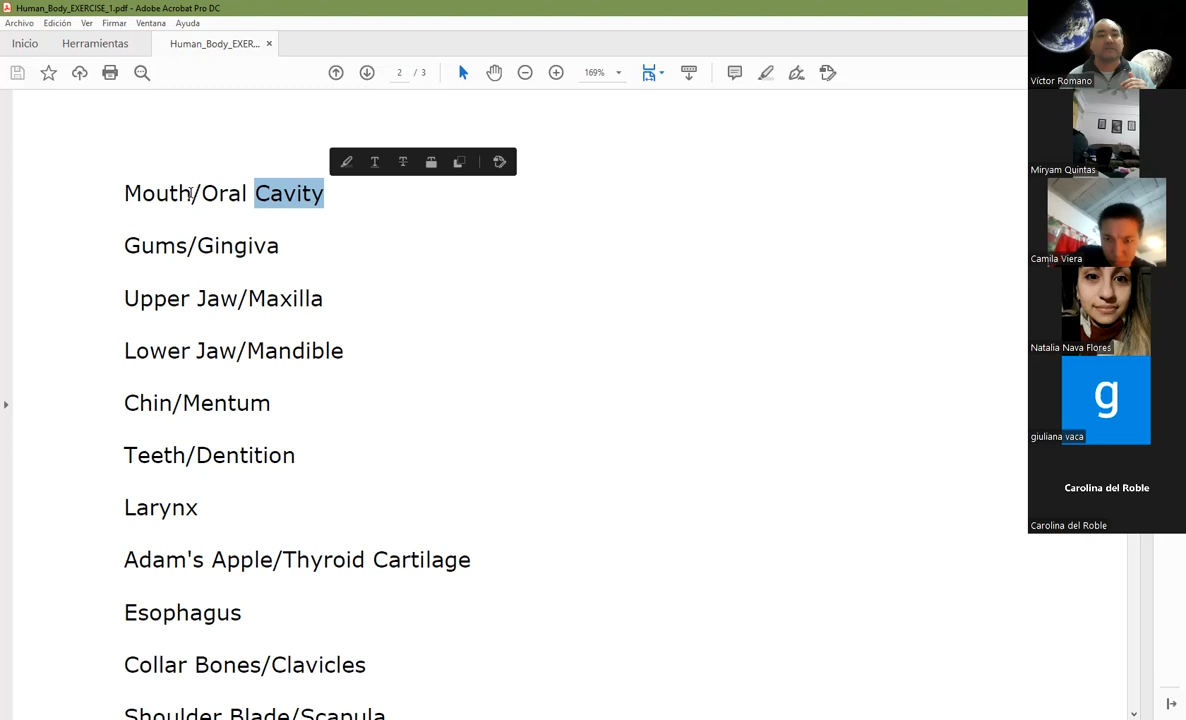 Human_Body_EXERCISE_1.pdf - Adobe Acrobat Pro DC
Archivo Edición Ver Firmar Ventana Ayuda
Inicio Herramientas Human_Body_EXER... ×
2 / 3 169%
Mouth/Oral Cavity
Gums/Gingiva
Upper Jaw/Maxilla
Lower Jaw/Mandible
Chin/Mentum
Teeth/Dentition
Larynx
Adam's Apple/Thyroid Cartilage
Esophagus
Collar Bones/Clavicles
Shoulder Blade/Scapula
Víctor Romano
Miryam Quintas
Camila Viera
Natalia Nava Flores
g
giuliana vaca
Carolina del Roble
Carolina del Roble